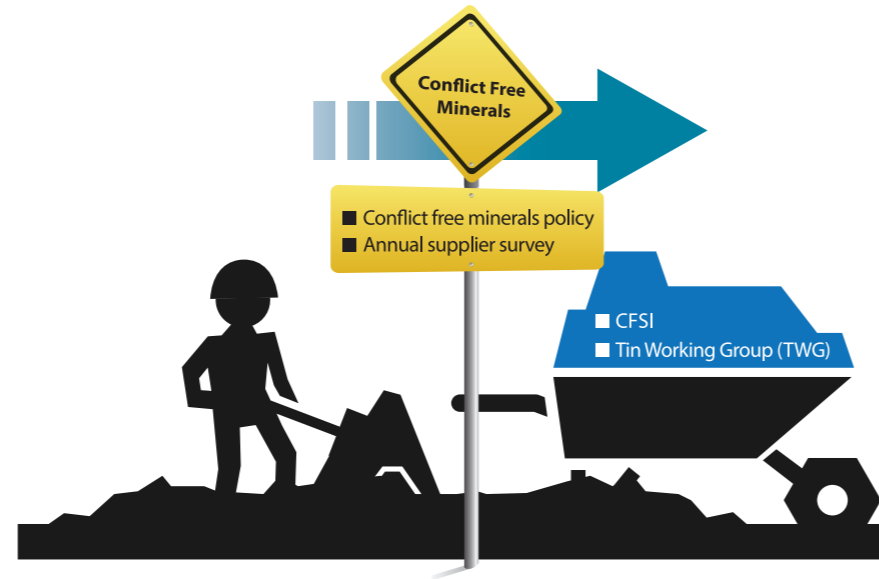 Conflict Free
Minerals
■ Conflict free minerals policy
■ Annual supplier survey
■ CFSI
■ Tin Working Group (TWG)